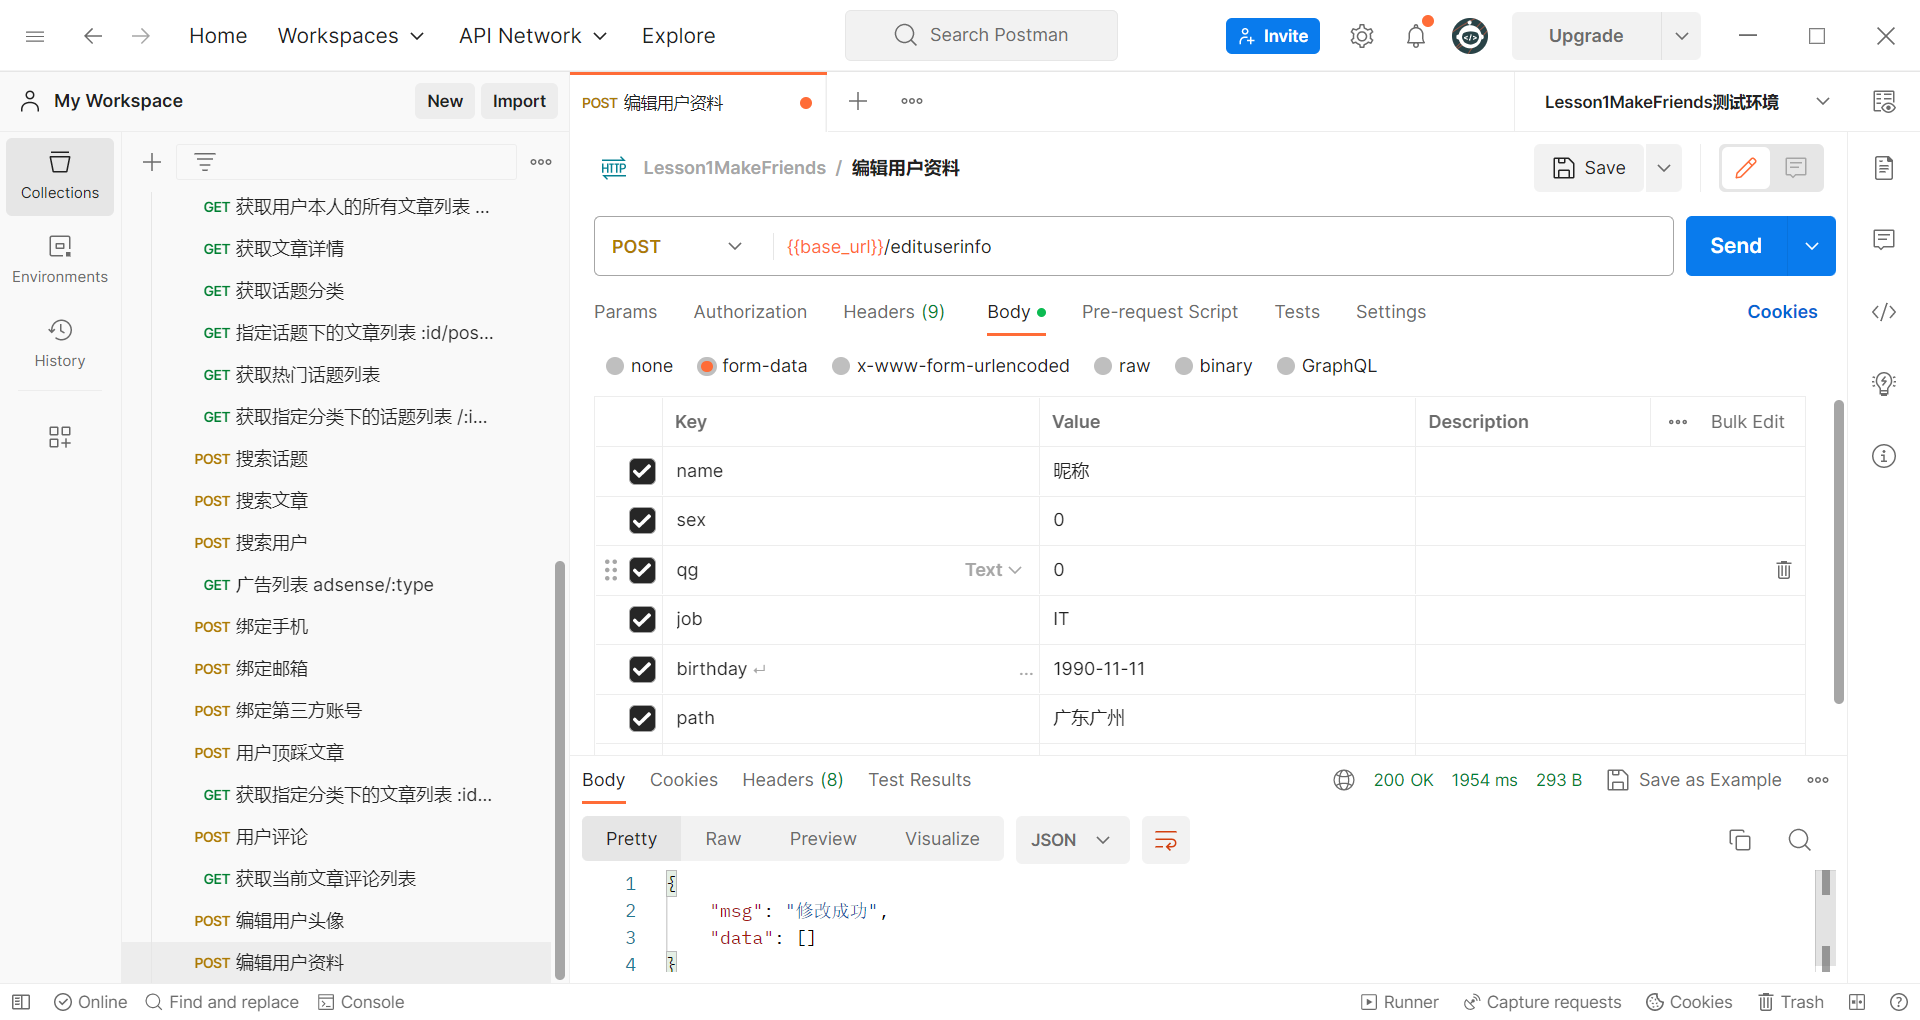 Home Workspaces API Network Explore Search Postman Invite Upgrade
My Workspace New Import
POST 编辑用户资料
Lesson1MakeFriends测试环境
Collections
Environments
History
GET 获取用户本人的所有文章列表 ...
GET 获取文章详情
GET 获取话题分类
GET 指定话题下的文章列表 :id/pos...
GET 获取热门话题列表
GET 获取指定分类下的话题列表 /:i...
POST 搜索话题
POST 搜索文章
POST 搜索用户
GET 广告列表 adsense/:type
POST 绑定手机
POST 绑定邮箱
POST 绑定第三方账号
POST 用户顶踩文章
GET 获取指定分类下的文章列表 :id...
POST 用户评论
GET 获取当前文章评论列表
POST 编辑用户头像
POST 编辑用户资料
HTTP Lesson1MakeFriends / 编辑用户资料
Save
POST {{base_url}}/edituserinfo
Send
Params Authorization Headers (9) Body Pre-request Script Tests Settings Cookies
none form-data x-www-form-urlencoded raw binary GraphQL
Key Value Description Bulk Edit
name 昵称
sex 0
qg Text 0
job IT
birthday ↵ ... 1990-11-11
path 广东广州
Body Cookies Headers (8) Test Results 200 OK 1954 ms 293 B Save as Example
Pretty Raw Preview Visualize JSON
1 {
2 "msg": "修改成功",
3 "data": []
4 }
Online Find and replace Console Runner Capture requests Cookies Trash